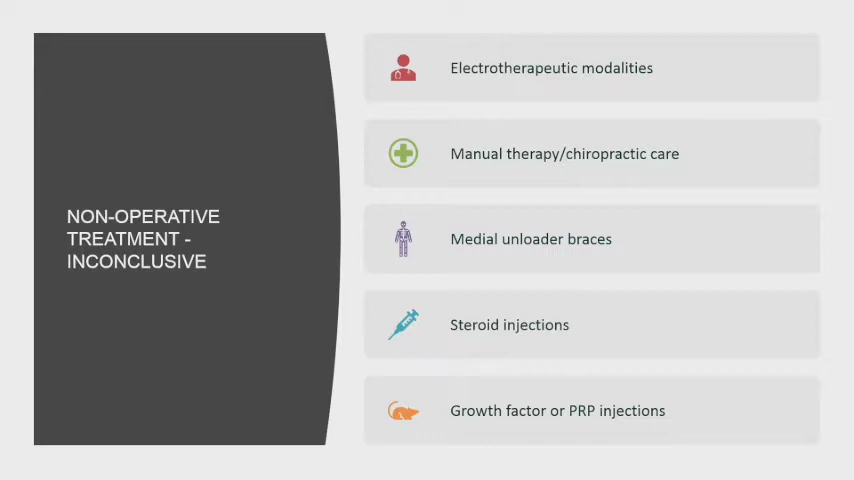 NON-OPERATIVE
TREATMENT -
INCONCLUSIVE
Electrotherapeutic modalities
Manual therapy/chiropractic care
Medial unloader braces
Steroid injections
Growth factor or PRP injections